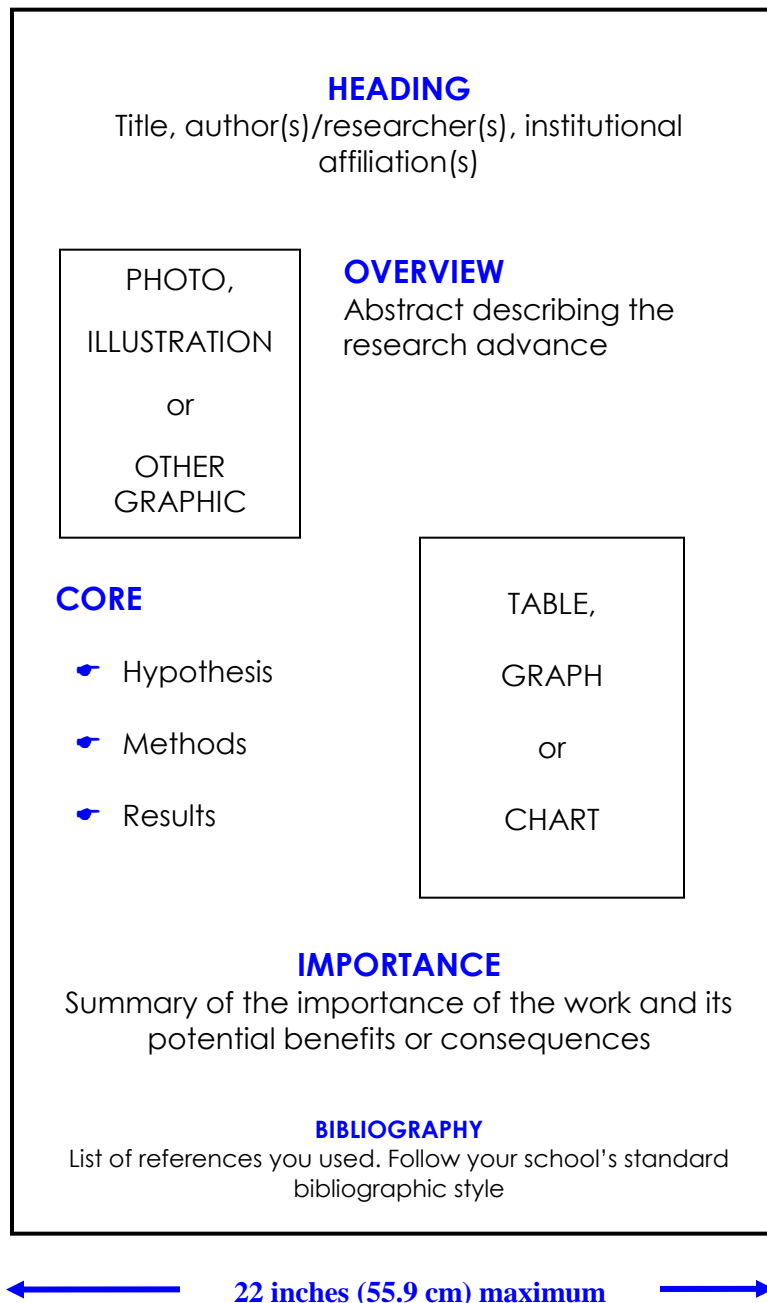 HEADING
Title, author(s)/researcher(s), institutional
affiliation(s)
PHOTO,
ILLUSTRATION
or
OTHER
GRAPHIC
OVERVIEW
Abstract describing the
research advance
CORE
Hypothesis
Methods
Results
TABLE,
GRAPH
or
CHART
IMPORTANCE
Summary of the importance of the work and its
potential benefits or consequences
BIBLIOGRAPHY
List of references you used. Follow your school’s standard
bibliographic style
22 inches (55.9 cm) maximum